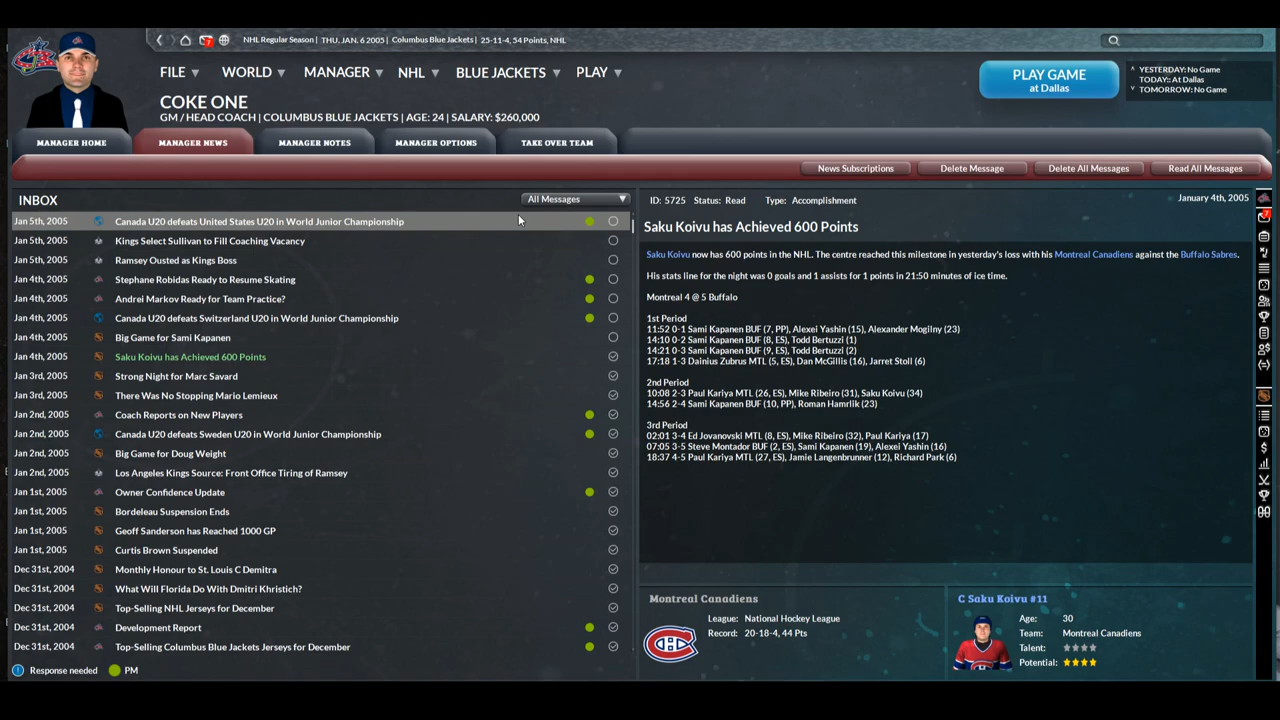 NHL Regular Season | THU. JAN. 6 2005 | Columbus Blue Jackets | 25-11-4, 54 Points, NHL
7
FILE WORLD MANAGER NHL BLUE JACKETS PLAY
PLAY GAME
at Dallas
YESTERDAY: No Game
TODAY:: At Dallas
TOMORROW: No Game
COKE ONE
GM / HEAD COACH | COLUMBUS BLUE JACKETS | AGE: 24 | SALARY: $260,000
MANAGER HOME MANAGER NEWS MANAGER NOTES MANAGER OPTIONS TAKE OVER TEAM
News Subscriptions Delete Message Delete All Messages Read All Messages
INBOX All Messages
Jan 5th, 2005 Canada U20 defeats United States U20 in World Junior Championship
Jan 5th, 2005 Kings Select Sullivan to Fill Coaching Vacancy
Jan 5th, 2005 Ramsey Ousted as Kings Boss
Jan 4th, 2005 Stephane Robidas Ready to Resume Skating
Jan 4th, 2005 Andrei Markov Ready for Team Practice?
Jan 4th, 2005 Canada U20 defeats Switzerland U20 in World Junior Championship
Jan 4th, 2005 Big Game for Sami Kapanen
Jan 4th, 2005 Saku Koivu has Achieved 600 Points
Jan 3rd, 2005 Strong Night for Marc Savard
Jan 3rd, 2005 There Was No Stopping Mario Lemieux
Jan 2nd, 2005 Coach Reports on New Players
Jan 2nd, 2005 Canada U20 defeats Sweden U20 in World Junior Championship
Jan 2nd, 2005 Big Game for Doug Weight
Jan 2nd, 2005 Los Angeles Kings Source: Front Office Tiring of Ramsey
Jan 1st, 2005 Owner Confidence Update
Jan 1st, 2005 Bordeleau Suspension Ends
Jan 1st, 2005 Geoff Sanderson has Reached 1000 GP
Jan 1st, 2005 Curtis Brown Suspended
Dec 31st, 2004 Monthly Honour to St. Louis C Demitra
Dec 31st, 2004 What Will Florida Do With Dmitri Khristich?
Dec 31st, 2004 Top-Selling NHL Jerseys for December
Dec 31st, 2004 Development Report
Dec 31st, 2004 Top-Selling Columbus Blue Jackets Jerseys for December
Response needed PM
ID: 5725 Status: Read Type: Accomplishment January 4th, 2005
Saku Koivu has Achieved 600 Points
Saku Koivu now has 600 points in the NHL. The centre reached this milestone in yesterday's loss with his Montreal Canadiens against the Buffalo Sabres.
His stats line for the night was 0 goals and 1 assists for 1 points in 21:50 minutes of ice time.
Montreal 4 @ 5 Buffalo
1st Period
11:52 0-1 Sami Kapanen BUF (7, PP), Alexei Yashin (15), Alexander Mogilny (23)
14:10 0-2 Sami Kapanen BUF (8, ES), Todd Bertuzzi (1)
14:21 0-3 Sami Kapanen BUF (9, ES), Todd Bertuzzi (2)
17:18 1-3 Dainius Zubrus MTL (5, ES), Dan McGillis (16), Jarret Stoll (6)
2nd Period
10:08 2-3 Paul Kariya MTL (26, ES), Mike Ribeiro (31), Saku Koivu (34)
14:56 2-4 Sami Kapanen BUF (10, PP), Roman Hamrlik (23)
3rd Period
02:01 3-4 Ed Jovanovski MTL (8, ES), Mike Ribeiro (32), Paul Kariya (17)
07:05 3-5 Steve Montador BUF (2, ES), Sami Kapanen (19), Alexei Yashin (16)
18:37 4-5 Paul Kariya MTL (27, ES), Jamie Langenbrunner (12), Richard Park (6)
Montreal Canadiens
League: National Hockey League
Record: 20-18-4, 44 Pts
C Saku Koivu #11
Age: 30
Team: Montreal Canadiens
Talent:
Potential:
7